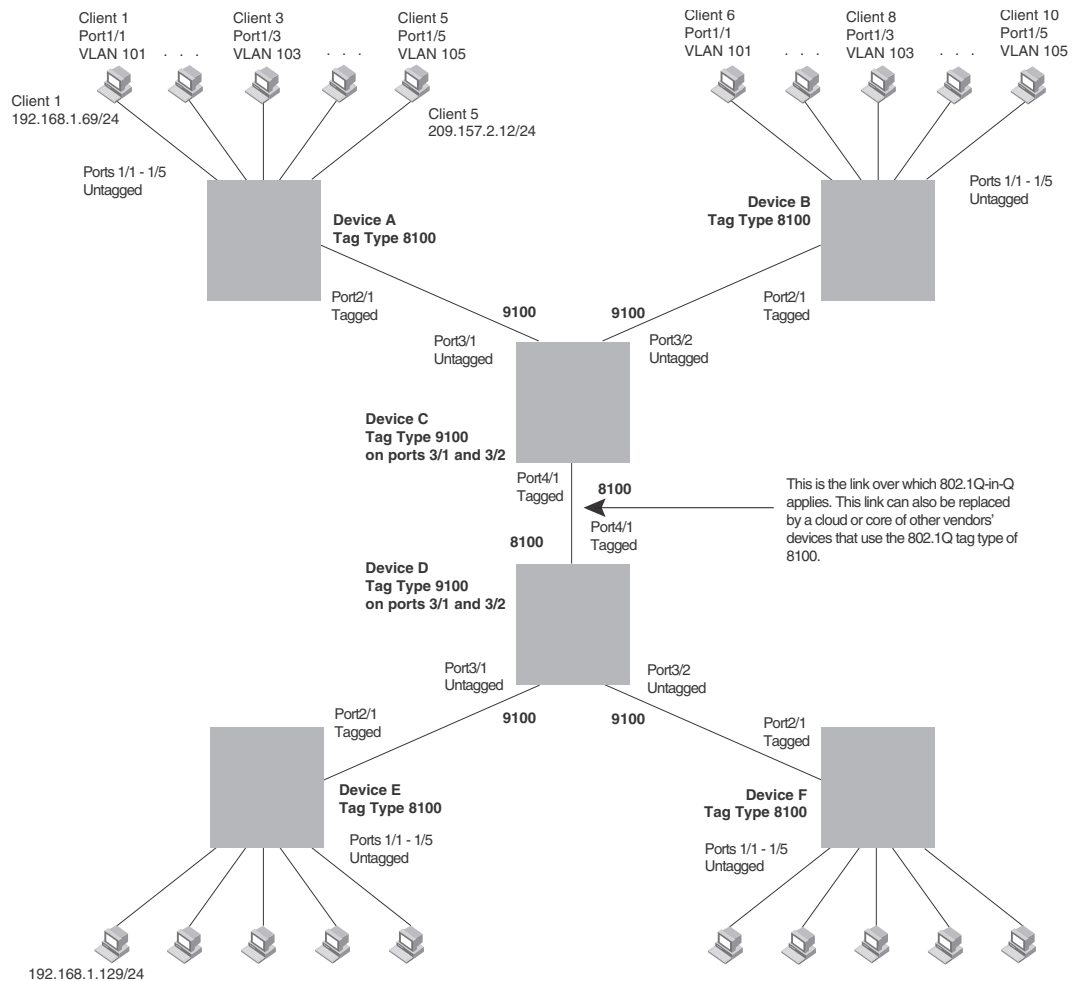 Client 1
Port1/1
VLAN 101
. . .
Client 3
Port1/3
VLAN 103
. . .
Client 5
Port1/5
VLAN 105
Client 6
Port1/1
VLAN 101
. . .
Client 8
Port1/3
VLAN 103
. . .
Client 10
Port1/5
VLAN 105
Client 1
192.168.1.69/24
Client 5
209.157.2.12/24
Ports 1/1 - 1/5
Untagged
Ports 1/1 - 1/5
Untagged
Device A
Tag Type 8100
Device B
Tag Type 8100
Port2/1
Tagged
9100
9100
Port2/1
Tagged
Port3/1
Untagged
Port3/2
Untagged
Device C
Tag Type 9100
on ports 3/1 and 3/2
Port4/1
Tagged
8100
This is the link over which 802.1Q-in-Q
applies. This link can also be replaced
by a cloud or core of other vendors'
devices that use the 802.1Q tag type of
8100.
Port4/1
Tagged
8100
Device D
Tag Type 9100
on ports 3/1 and 3/2
Port3/1
Untagged
Port3/2
Untagged
9100
9100
Port2/1
Tagged
Port2/1
Tagged
Device E
Tag Type 8100
Device F
Tag Type 8100
Ports 1/1 - 1/5
Untagged
Ports 1/1 - 1/5
Untagged
192.168.1.129/24